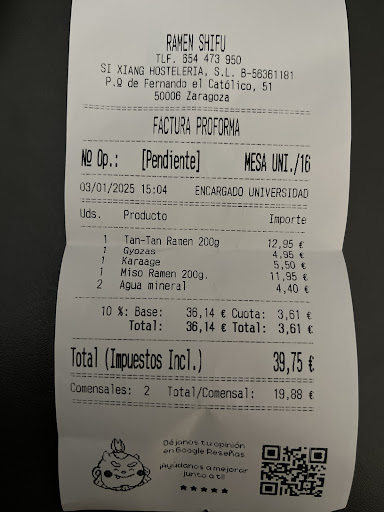 RAMEN SHIFU
TLF. 654 473 950
SI XIANG HOSTELERIA, S.L. B-56361181
P.º de Fernando el Católico, 51
50006 Zaragoza
FACTURA PROFORMA
Nº Op.: [Pendiente] MESA UNI./16
03/01/2025 15:04 ENCARGADO UNIVERSIDAD
Uds. Producto Importe
1 Tan-Tan Ramen 200g 12,95 €
1 Gyozas 4,95 €
1 Karaage 5,50 €
1 Miso Ramen 200g. 11,95 €
2 Agua mineral 4,40 €
10 %: Base: 36,14 € Cuota: 3,61 €
Total: 36,14 € Total: 3,61 €
Total (Impuestos Incl.) 39,75 €
Comensales: 2 Total/Comensal: 19,88 €
Déjanos tu opinión
en Google Reseñas
¡Ayúdanos a mejorar
junto a ti!
★★★★★